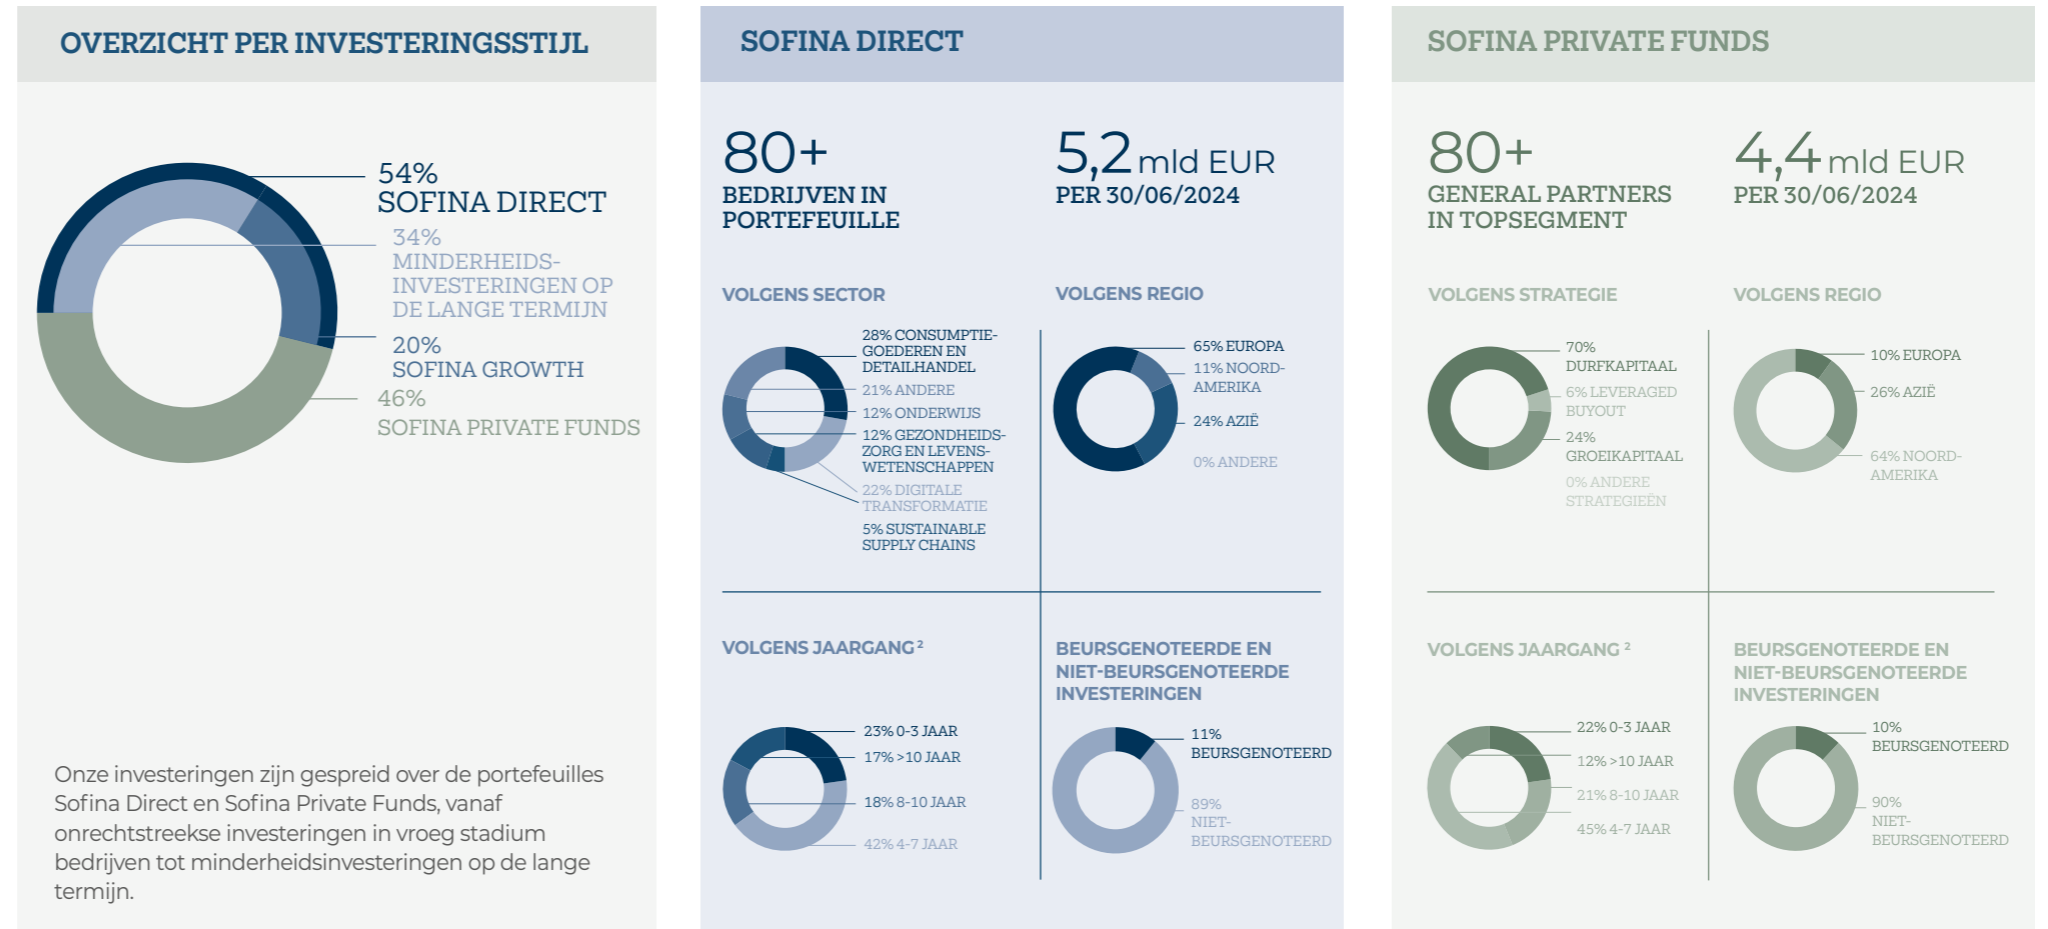 OVERZICHT PER INVESTERINGSSTIJL
54%
SOFINA DIRECT
34%
MINDERHEIDS-
INVESTERINGEN OP
DE LANGE TERMIJN
20%
SOFINA GROWTH
46%
SOFINA PRIVATE FUNDS
Onze investeringen zijn gespreid over de portefeuilles
Sofina Direct en Sofina Private Funds, vanaf
onrechtstreekse investeringen in vroeg stadium
bedrijven tot minderheidsinvesteringen op de lange
termijn.
SOFINA DIRECT
80+
BEDRIJVEN IN
PORTEFEUILLE
5,2 mld EUR
PER 30/06/2024
VOLGENS SECTOR
28% CONSUMPTIE-
GOEDEREN EN
DETAILHANDEL
21% ANDERE
12% ONDERWIJS
12% GEZONDHEIDS-
ZORG EN LEVENS-
WETENSCHAPPEN
22% DIGITALE
TRANSFORMATIE
5% SUSTAINABLE
SUPPLY CHAINS
VOLGENS REGIO
65% EUROPA
11% NOORD-
AMERIKA
24% AZIË
0% ANDERE
VOLGENS JAARGANG ²
23% 0-3 JAAR
17% >10 JAAR
18% 8-10 JAAR
42% 4-7 JAAR
BEURSGENOTEERDE EN
NIET-BEURSGENOTEERDE
INVESTERINGEN
11%
BEURSGENOTEERD
89%
NIET-
BEURSGENOTEERD
SOFINA PRIVATE FUNDS
80+
GENERAL PARTNERS
IN TOPSEGMENT
4,4 mld EUR
PER 30/06/2024
VOLGENS STRATEGIE
70%
DURFKAPITAAL
6% LEVERAGED
BUYOUT
24%
GROEIKAPITAAL
0% ANDERE
STRATEGIEËN
VOLGENS REGIO
10% EUROPA
26% AZIË
64% NOORD-
AMERIKA
VOLGENS JAARGANG ²
22% 0-3 JAAR
12% >10 JAAR
21% 8-10 JAAR
45% 4-7 JAAR
BEURSGENOTEERDE EN
NIET-BEURSGENOTEERDE
INVESTERINGEN
10%
BEURSGENOTEERD
90%
NIET-
BEURSGENOTEERD